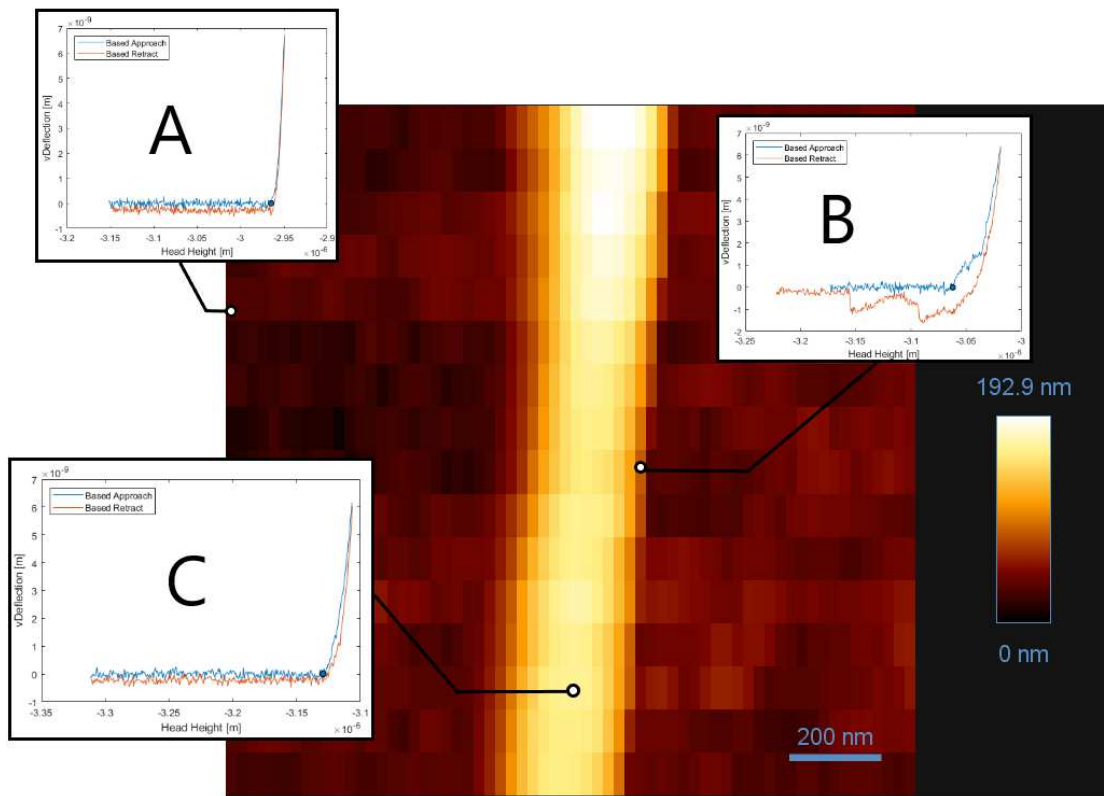 ×10⁻⁹
7
6
5
4
3
2
1
0
-1
vDeflection [m]
Based Approach
Based Retract
A
-3.2 -3.15 -3.1 -3.05 -3 -2.95 -2.9
Head Height [m]
×10⁻⁶
×10⁻⁹
7
6
5
4
3
2
1
0
-1
-2
vDeflection [m]
Based Approach
Based Retract
B
-3.25 -3.2 -3.15 -3.1 -3.05 -3
Head Height [m]
×10⁻⁶
192.9 nm
0 nm
×10⁻⁹
7
6
5
4
3
2
1
0
-1
vDeflection [m]
Based Approach
Based Retract
C
-3.35 -3.3 -3.25 -3.2 -3.15 -3.1
Head Height [m]
×10⁻⁶
200 nm